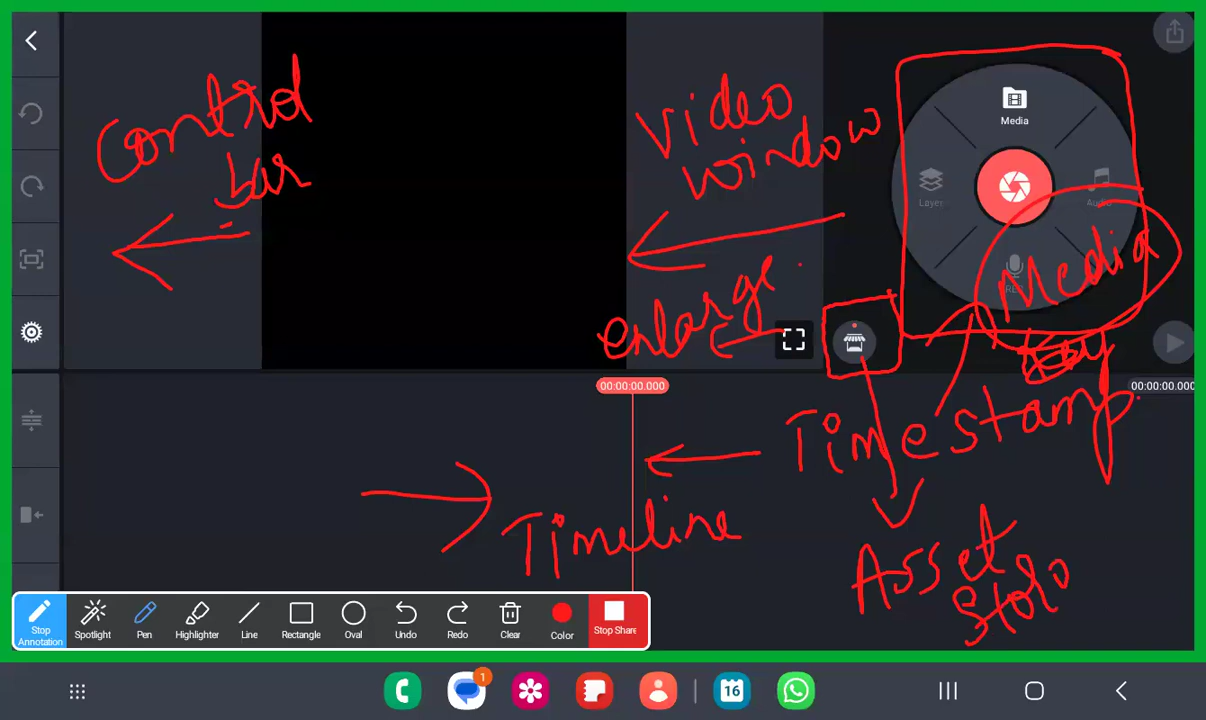 Control
bar
Video
window
Media
Layer
Audio
Media
enlarge
00:00:00.000
00:00:00.000
Timestamp
Timeline
Asset
Store
Stop
Annotation
Spotlight
Pen
Highlighter
Line
Rectangle
Oval
Undo
Redo
Clear
Color
Stop Share
1
16